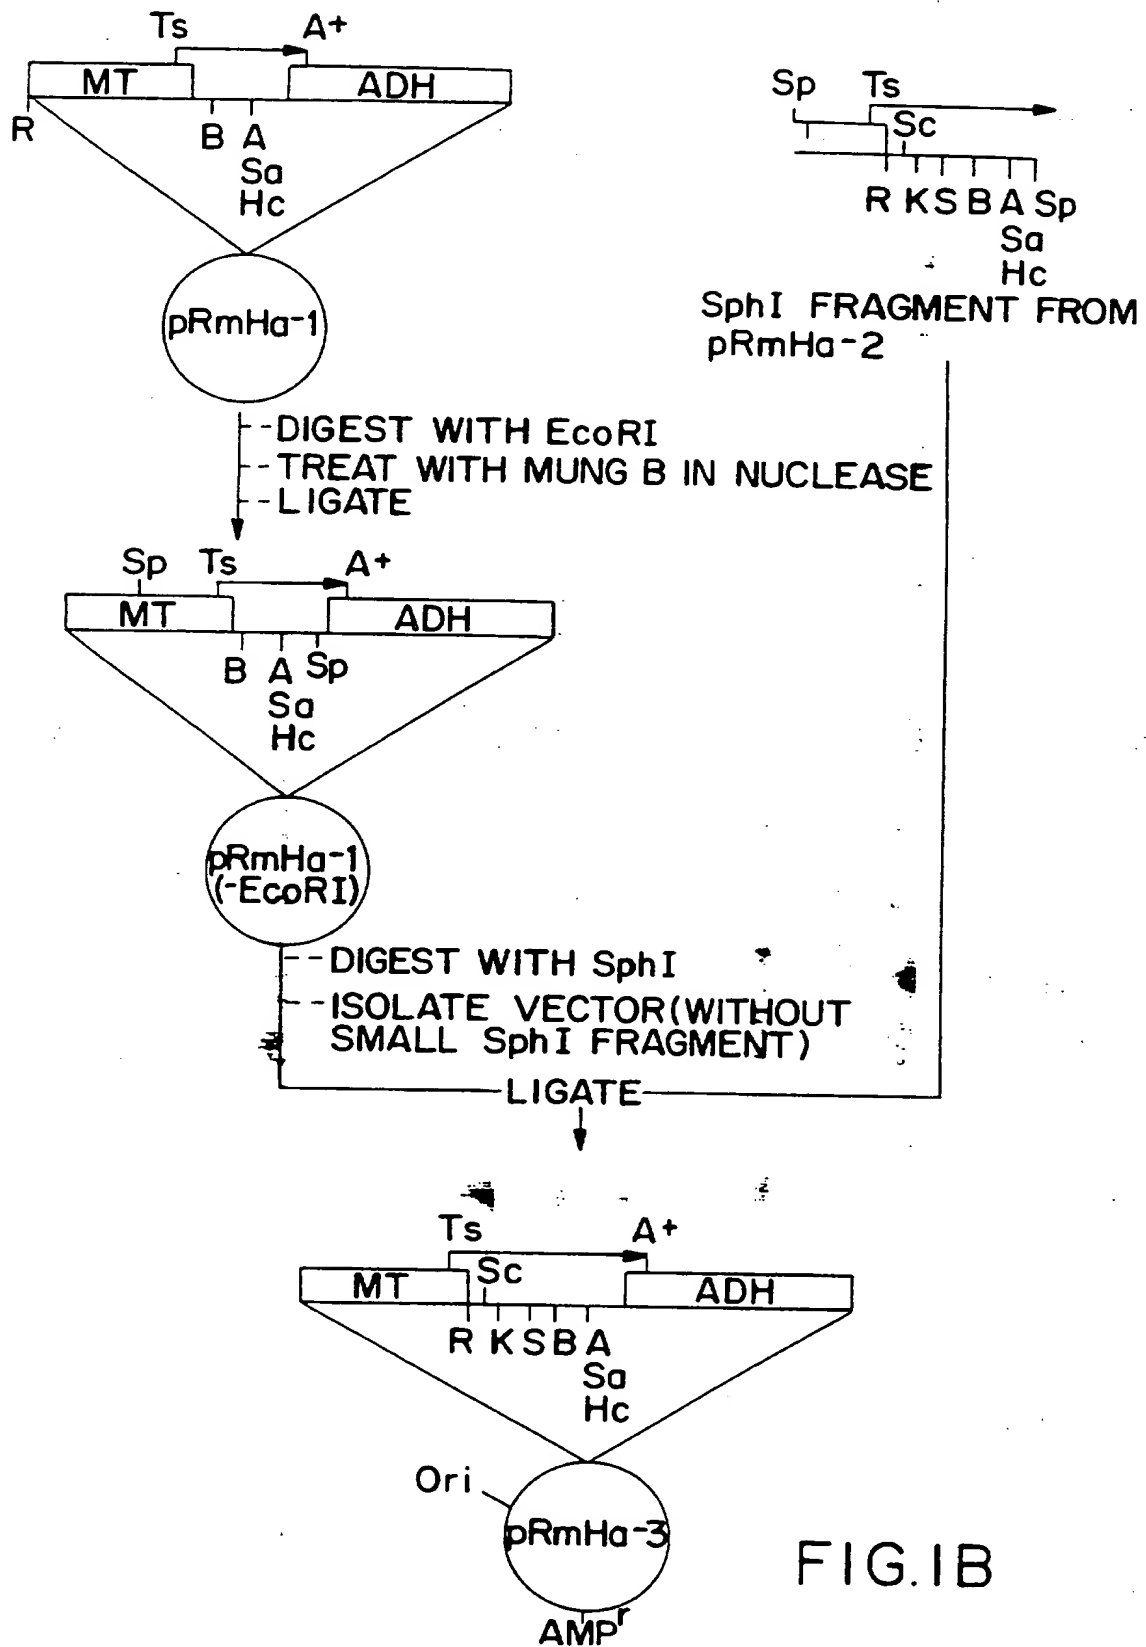 Ts A+
MT ADH
R B A
Sa
Hc
pRmHa-1
Sp Ts
Sc
R K S B A Sp
Sa
Hc
SphI FRAGMENT FROM
pRmHa-2
--DIGEST WITH EcoRI
--TREAT WITH MUNG B IN NUCLEASE
--LIGATE
Sp Ts A+
MT ADH
B A Sp
Sa
Hc
pRmHa-1
(-EcoRI)
--DIGEST WITH SphI
--ISOLATE VECTOR(WITHOUT
SMALL SphI FRAGMENT)
LIGATE
Ts A+
Sc
MT ADH
R K S B A
Sa
Hc
Ori
pRmHa-3
AMPr
FIG.1B